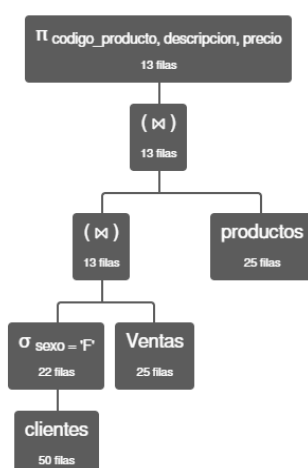 π codigo_producto, descripcion, precio
13 filas
( ⋈ )
13 filas
( ⋈ )
13 filas
productos
25 filas
σ sexo = 'F'
22 filas
Ventas
25 filas
clientes
50 filas